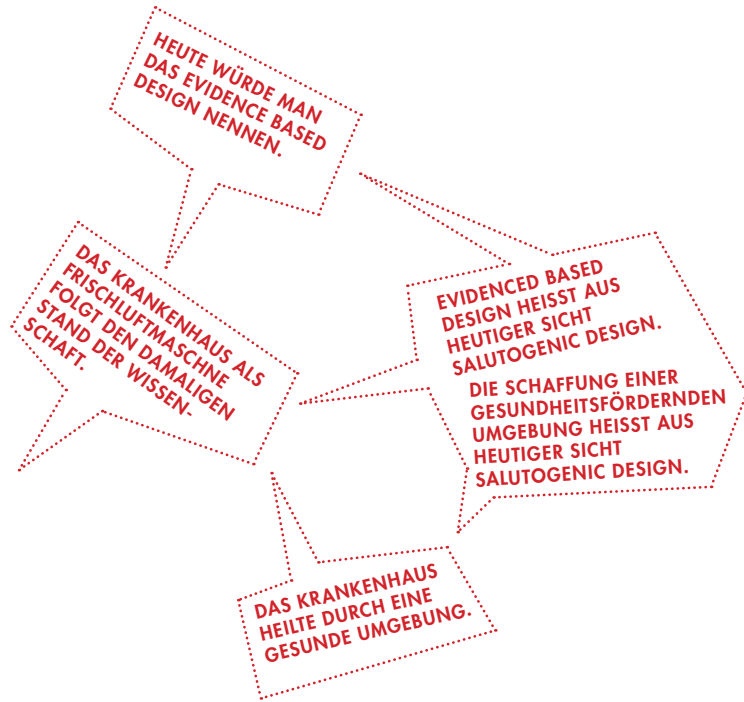 HEUTE WÜRDE MAN
DAS EVIDENCE BASED
DESIGN NENNEN.
DAS KRANKENHAUS ALS
FRISCHLUFTMASCHNE
FOLGT DEN DAMALIGEN
STAND DER WISSEN-
SCHAFT.
EVIDENCED BASED
DESIGN HEISST AUS
HEUTIGER SICHT
SALUTOGENIC DESIGN.
DIE SCHAFFUNG EINER
GESUNDHEITSFÖRDERNDEN
UMGEBUNG HEISST AUS
HEUTIGER SICHT
SALUTOGENIC DESIGN.
DAS KRANKENHAUS
HEILTE DURCH EINE
GESUNDE UMGEBUNG.